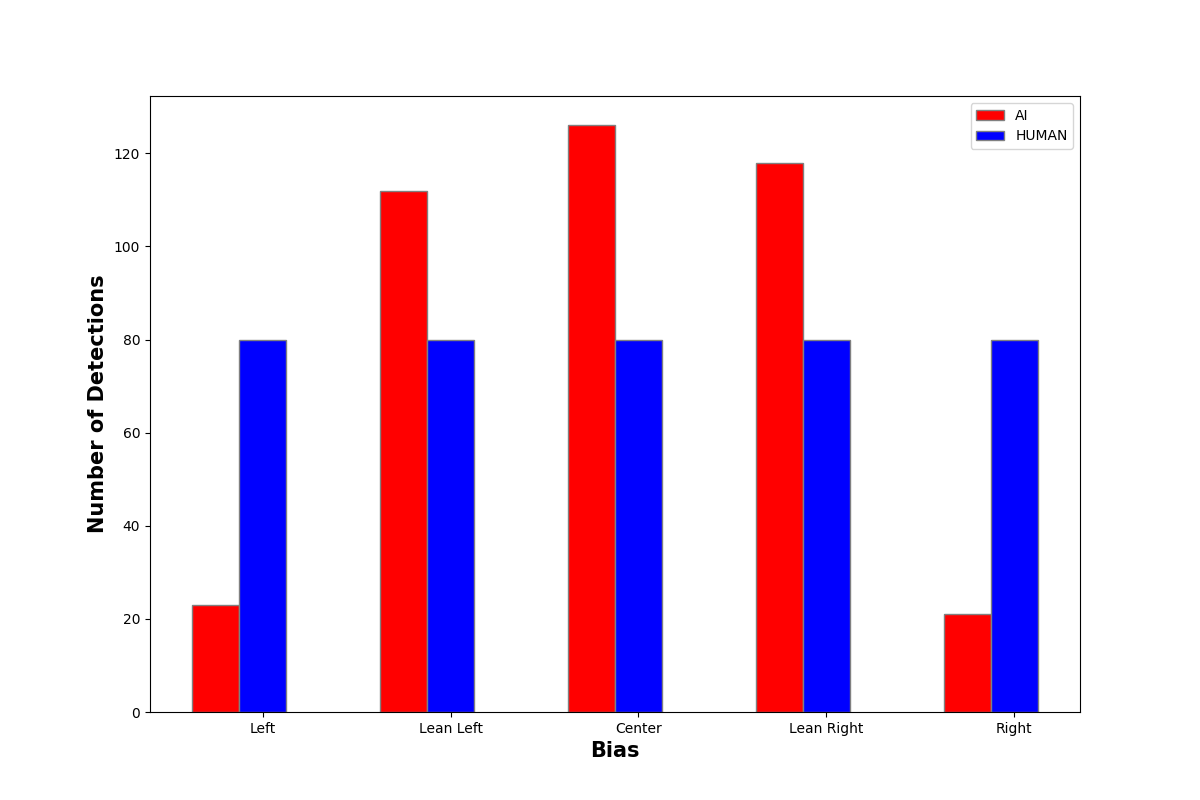 AI
HUMAN
120
100
80
60
40
20
0
Number of Detections
Left
Lean Left
Center
Lean Right
Right
Bias